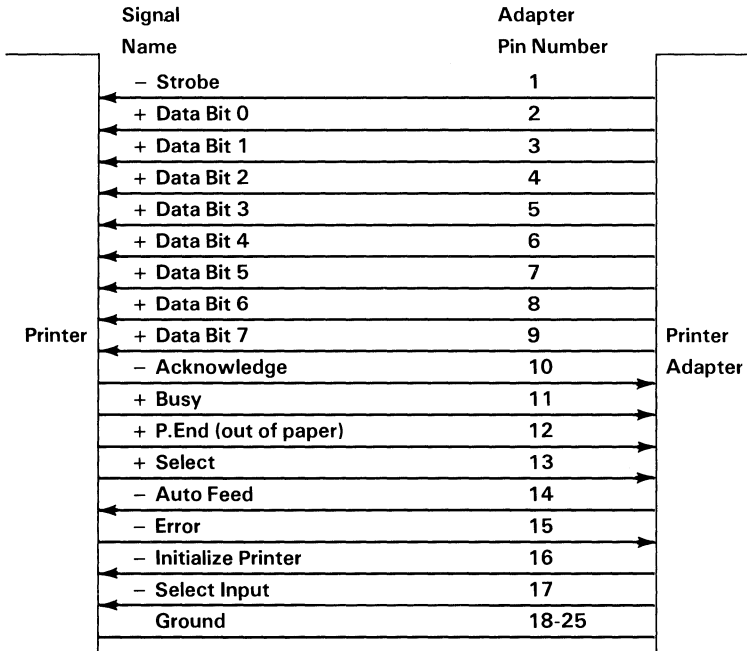 Signal Adapter
Name Pin Number
− Strobe 1
+ Data Bit 0 2
+ Data Bit 1 3
+ Data Bit 2 4
+ Data Bit 3 5
+ Data Bit 4 6
+ Data Bit 5 7
+ Data Bit 6 8
Printer + Data Bit 7 9 Printer
− Acknowledge 10 Adapter
+ Busy 11
+ P.End (out of paper) 12
+ Select 13
− Auto Feed 14
− Error 15
− Initialize Printer 16
− Select Input 17
Ground 18-25